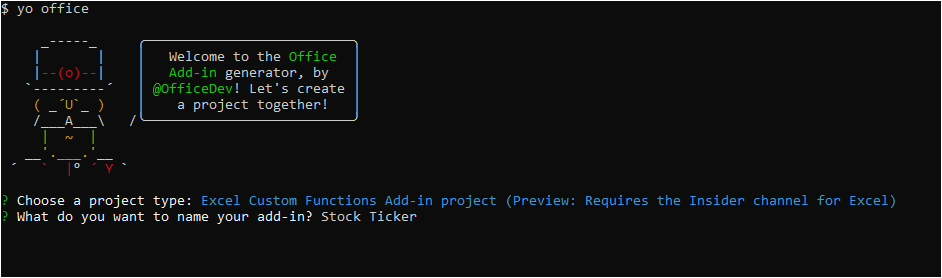 $ yo office
Welcome to the Office
Add-in generator, by
@OfficeDev! Let's create
a project together!
? Choose a project type: Excel Custom Functions Add-in project (Preview: Requires the Insider channel for Excel)
? What do you want to name your add-in? Stock Ticker